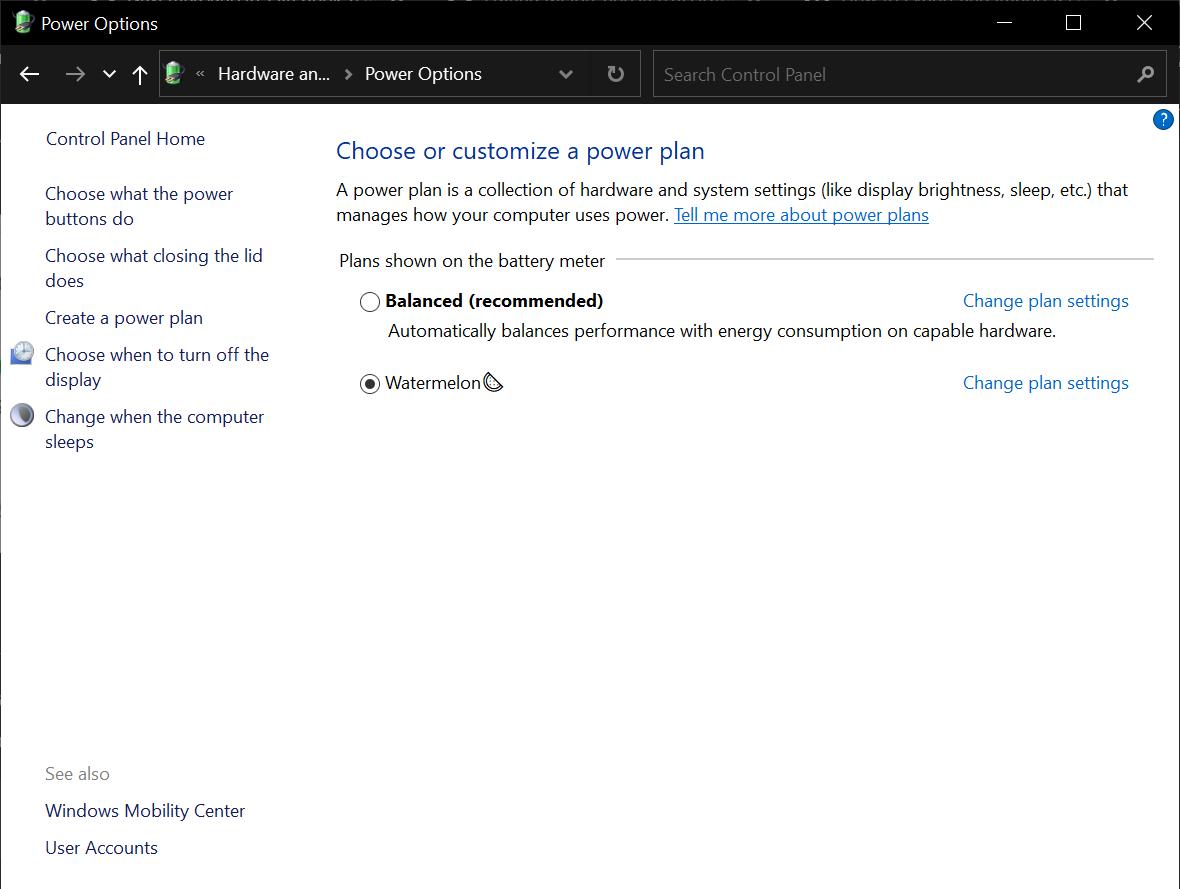 Power Options
« Hardware an... > Power Options
Search Control Panel
?
Control Panel Home
Choose what the power
buttons do
Choose what closing the lid
does
Create a power plan
Choose when to turn off the
display
Change when the computer
sleeps
Choose or customize a power plan
A power plan is a collection of hardware and system settings (like display brightness, sleep, etc.) that
manages how your computer uses power. Tell me more about power plans
Plans shown on the battery meter
Balanced (recommended) Change plan settings
Automatically balances performance with energy consumption on capable hardware.
Watermelon🍉 Change plan settings
See also
Windows Mobility Center
User Accounts